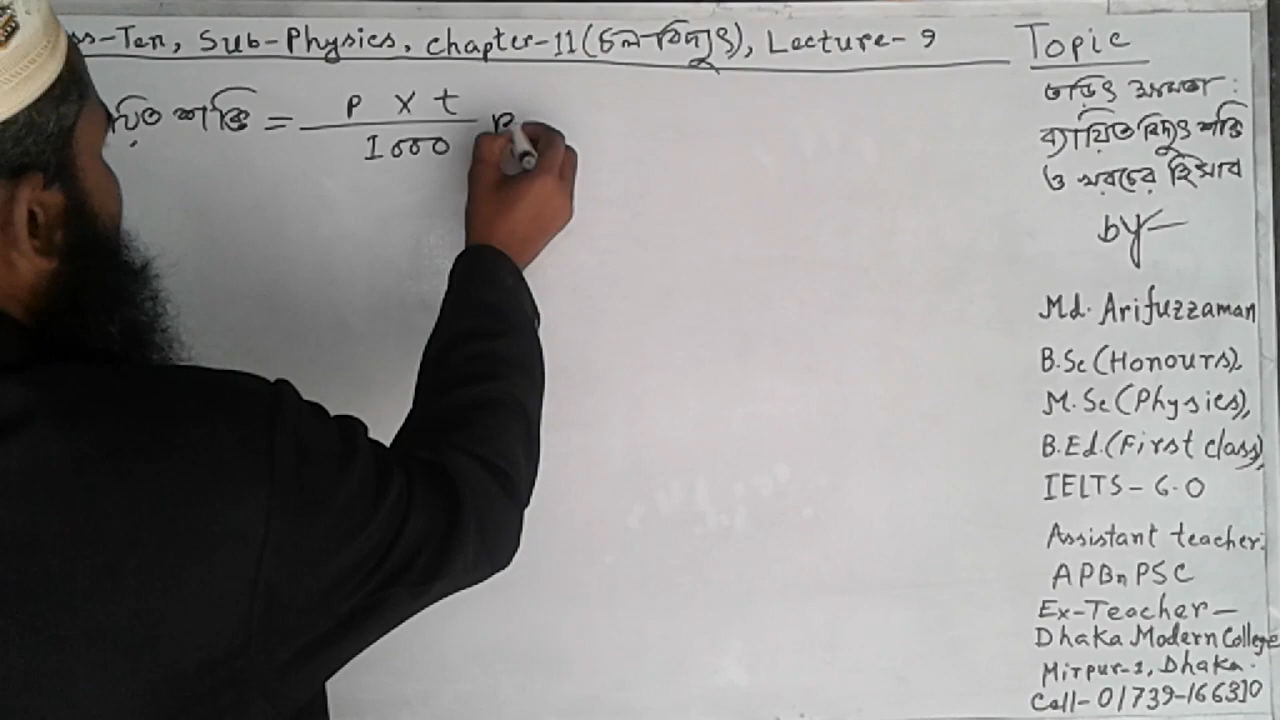 ss-Ten, Sub-Physics, Chapter-11(চল বিদ্যুৎ), Lecture-9
য়িত শক্তি = P X t / 1000
Topic
তড়িৎ ক্ষমতা:
ব্যায়িত বিদ্যুৎ শক্তি
ও খরচের হিসাব
by-
Md. Arifuzzaman
B.Sc(Honours),
M.Sc(Physics),
B.Ed.(First class),
IELTS-6.0
Assistant teacher:
APBn PSC
Ex-Teacher-
Dhaka Modern College
Mirpur-1, Dhaka.
Call-01739-166310